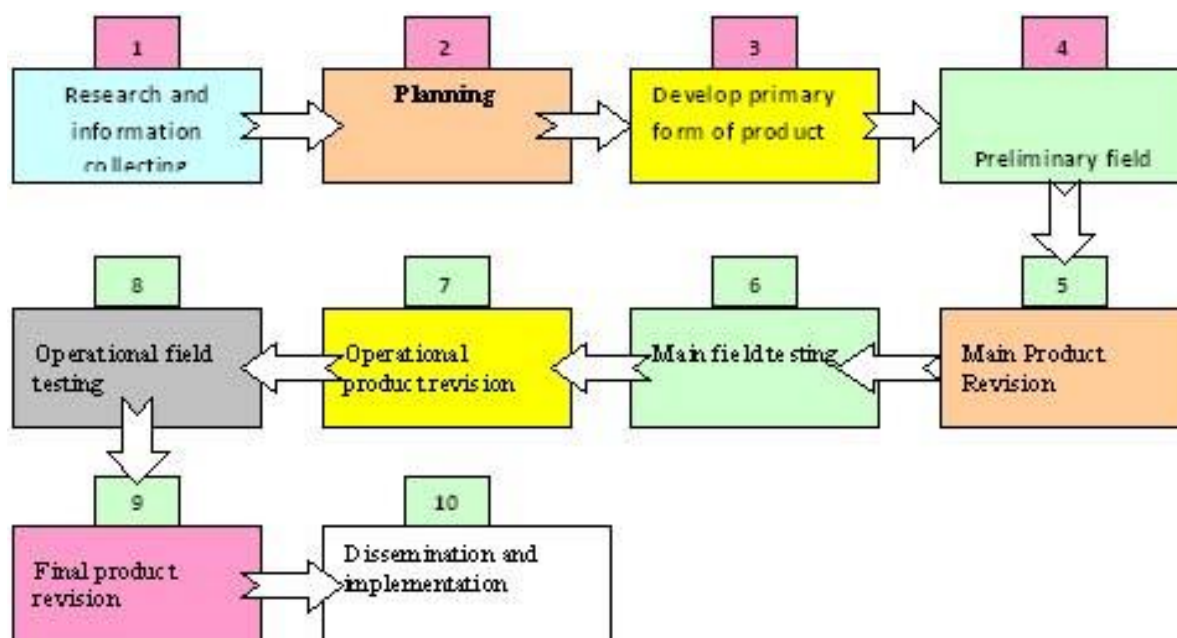 1
Research and
information
collecting
2
Planning
3
Develop primary
form of product
4
Preliminary field
5
Main Product
Revision
6
Main field testing
7
Operational
product revision
8
Operational field
testing
9
Final product
revision
10
Dissemination and
implementation